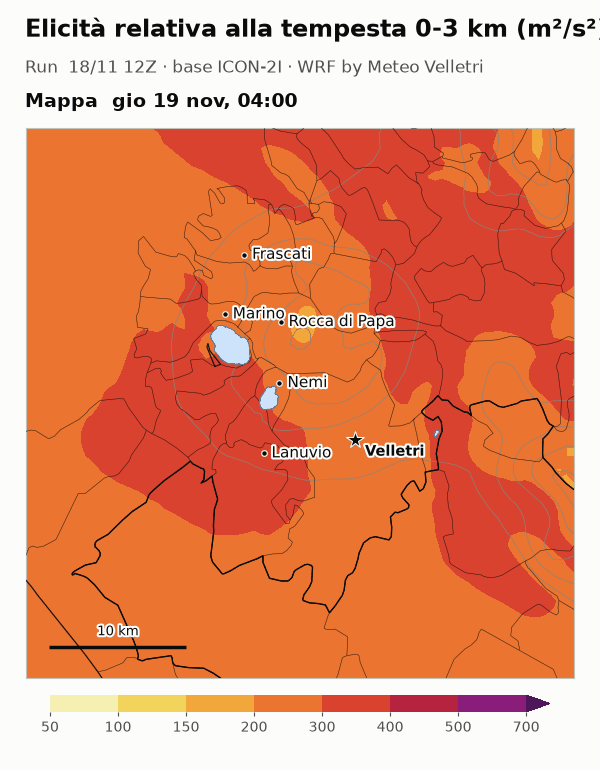 Elicità relativa alla tempesta 0-3 km (m²/s²)
Run  18/11 12Z · base ICON-2I · WRF by Meteo Velletri
Mappa  gio 19 nov, 04:00
Frascati
Marino
Rocca di Papa
Nemi
Velletri
Lanuvio
10 km
50 100 150 200 300 400 500 700